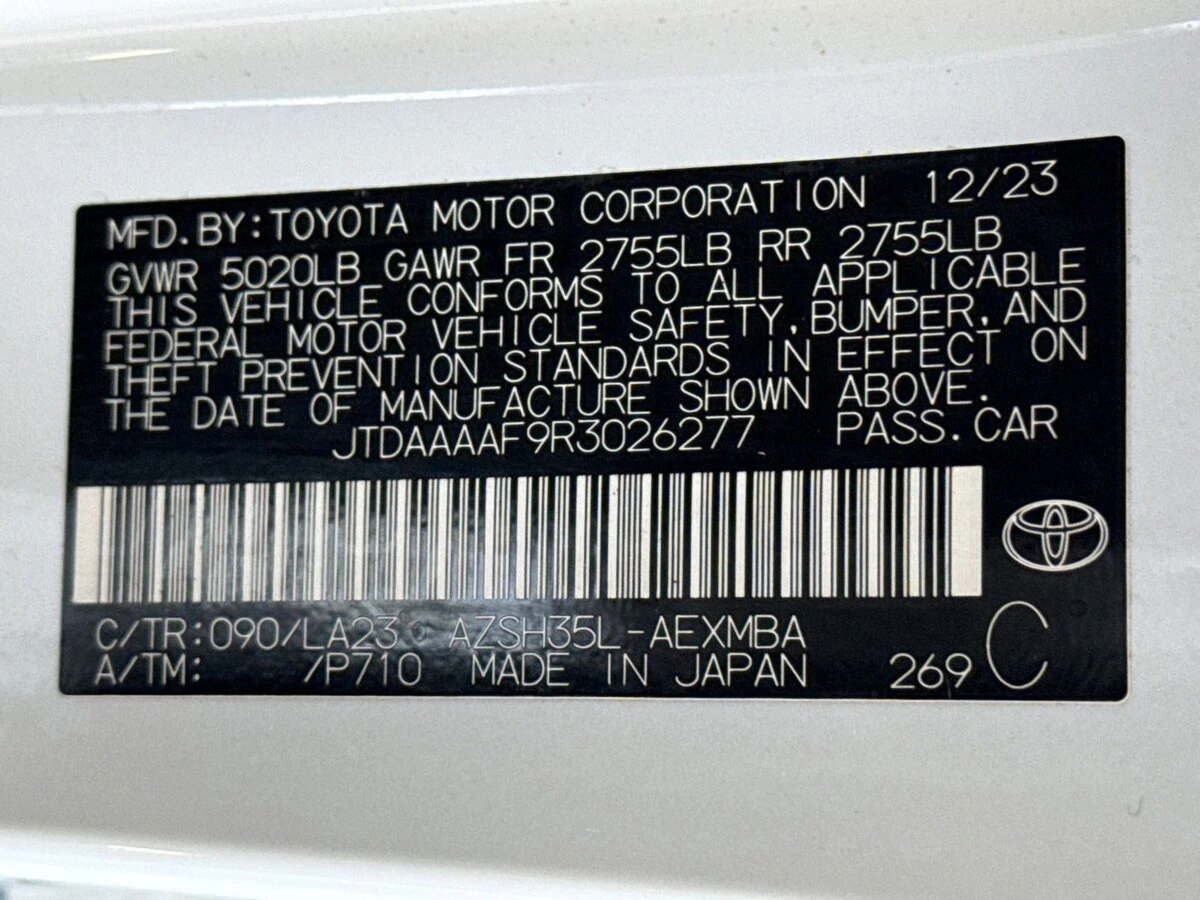 MFD.BY:TOYOTA MOTOR CORPORATION 12/23
GVWR 5020LB GAWR FR 2755LB RR 2755LB
THIS VEHICLE CONFORMS TO ALL APPLICABLE
FEDERAL MOTOR VEHICLE SAFETY,BUMPER,AND
THEFT PREVENTION STANDARDS IN EFFECT ON
THE DATE OF MANUFACTURE SHOWN ABOVE.
JTDAAAAF9R3026277 PASS.CAR
C/TR:090/LA23 AZSH35L-AEXMBA
A/TM: /P710 MADE IN JAPAN 269 C